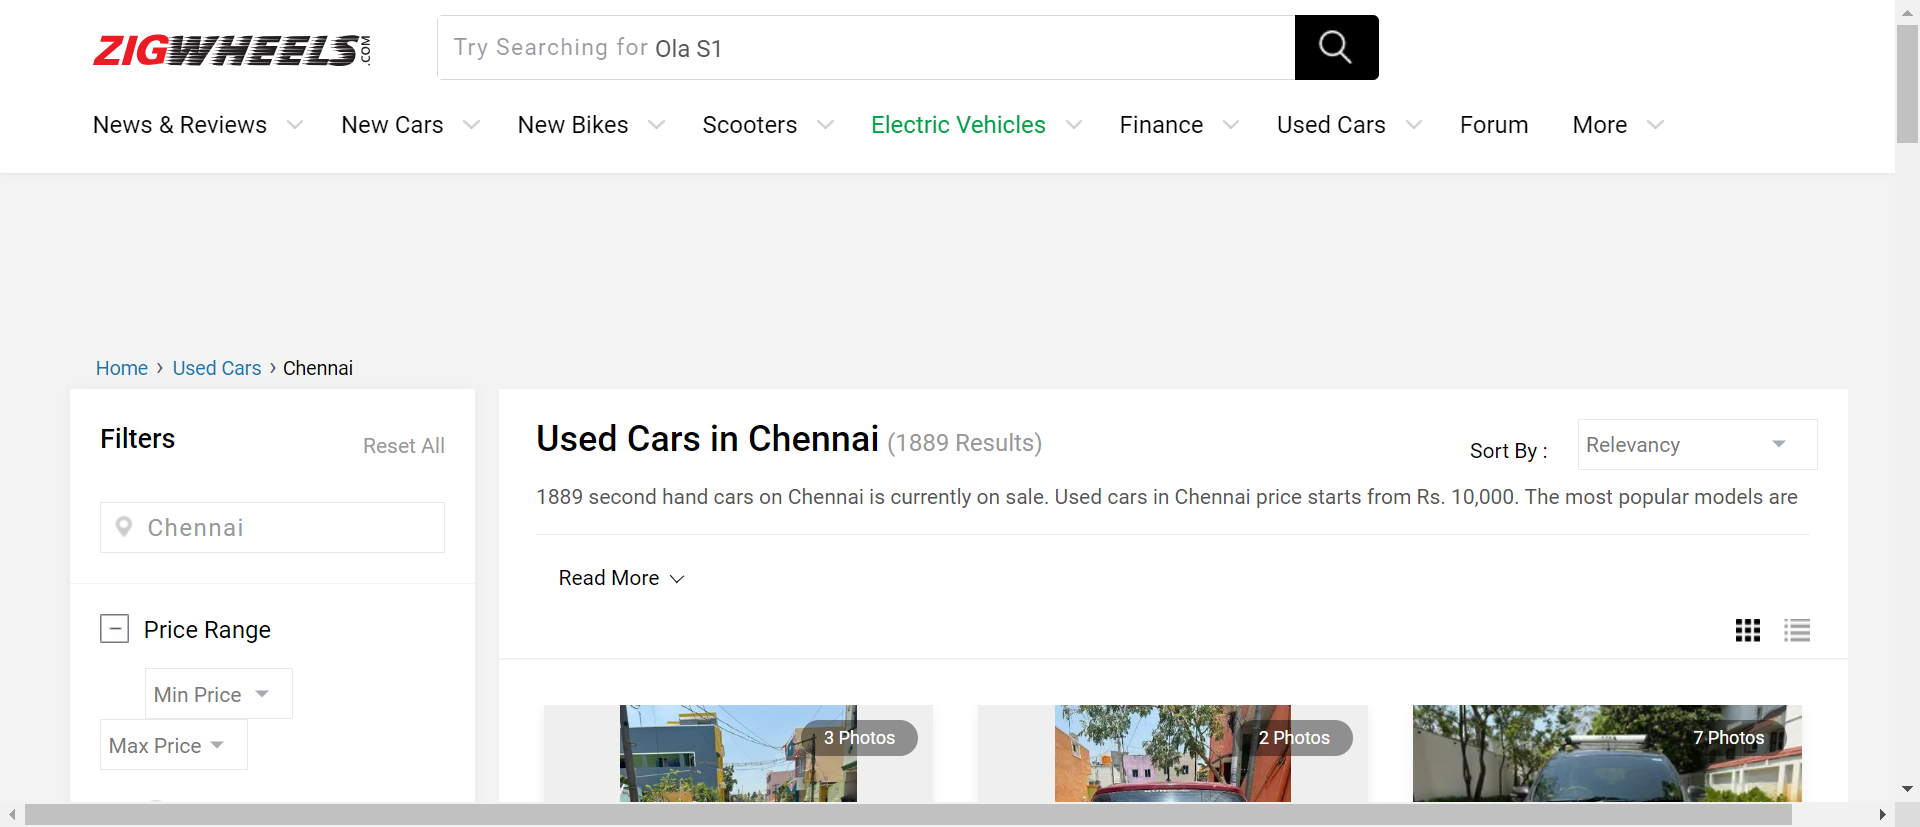 ZIGWHEELS.COM
Try Searching for Ola S1
News & Reviews New Cars New Bikes Scooters Electric Vehicles Finance Used Cars Forum More
Home › Used Cars › Chennai
Filters
Reset All
Chennai
Price Range
Min Price
Max Price
Used Cars in Chennai (1889 Results)
Sort By : Relevancy
1889 second hand cars on Chennai is currently on sale. Used cars in Chennai price starts from Rs. 10,000. The most popular models are
Read More
3 Photos
2 Photos
7 Photos